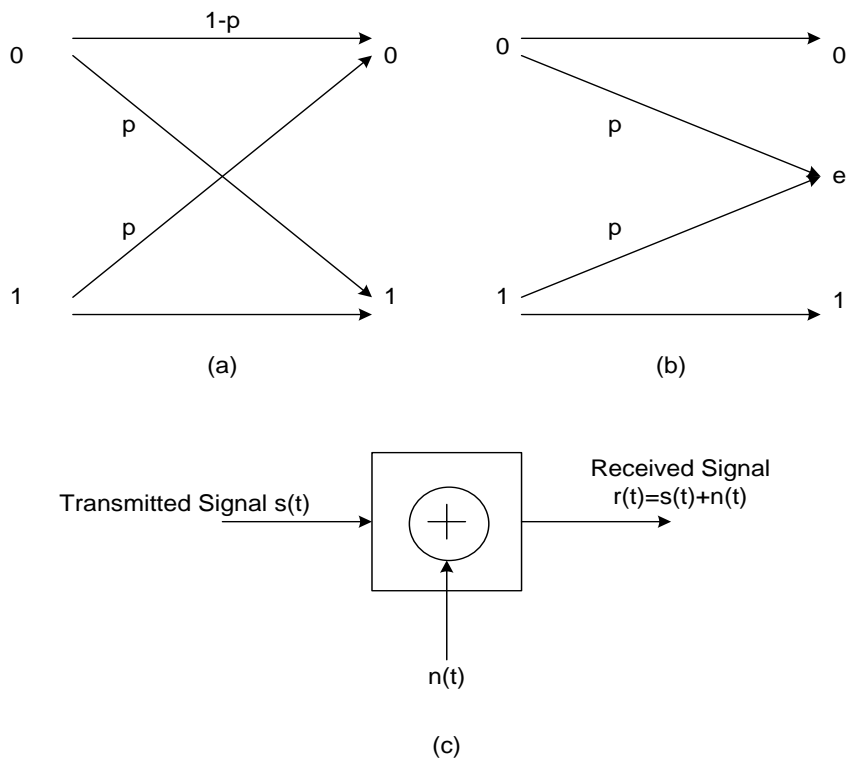 1-p
0
0
p
p
1
1
(a)
0
0
p
e
p
1
1
(b)
Transmitted Signal s(t)
Received Signal
r(t)=s(t)+n(t)
n(t)
(c)